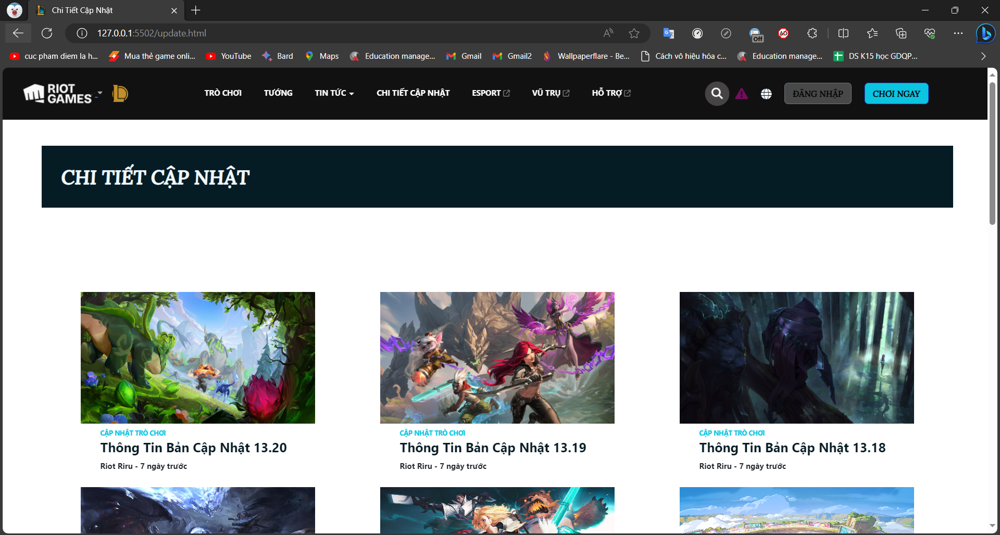 Chi Tiết Cập Nhật
127.0.0.1:5502/update.html
Off
AD
cuc pham diem la h...
Mua thẻ game onli...
YouTube
Bard
Maps
Education manage...
Gmail
Gmail2
Wallpaperflare - Be...
Cách vô hiệu hóa c...
Education manage...
DS K15 học GDQP...
RIOT GAMES
TRÒ CHƠI
TƯỚNG
TIN TỨC
CHI TIẾT CẬP NHẬT
ESPORT
VŨ TRỤ
HỖ TRỢ
ĐĂNG NHẬP
CHƠI NGAY
CHI TIẾT CẬP NHẬT
CẬP NHẬT TRÒ CHƠI
Thông Tin Bản Cập Nhật 13.20
Riot Riru - 7 ngày trước
CẬP NHẬT TRÒ CHƠI
Thông Tin Bản Cập Nhật 13.19
Riot Riru - 7 ngày trước
CẬP NHẬT TRÒ CHƠI
Thông Tin Bản Cập Nhật 13.18
Riot Riru - 7 ngày trước